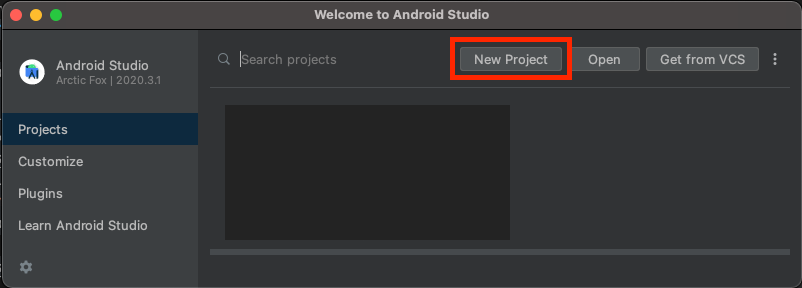 Welcome to Android Studio
Android Studio
Arctic Fox | 2020.3.1
Search projects
New Project
Open
Get from VCS
Projects
Customize
Plugins
Learn Android Studio